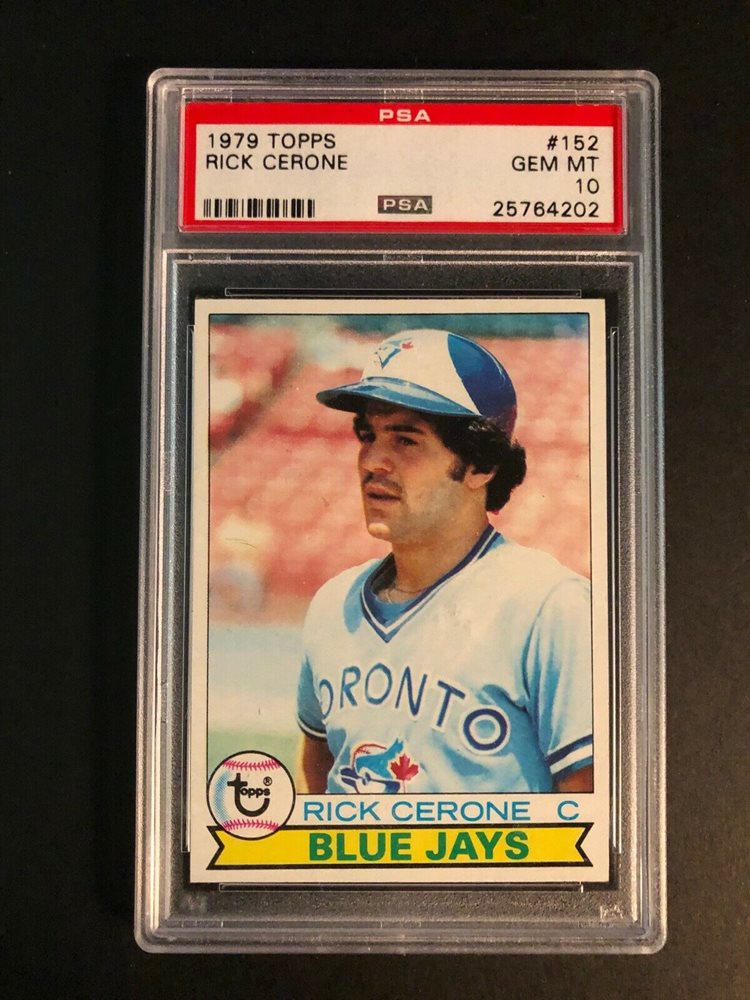 PSA
1979 TOPPS #152
RICK CERONE GEM MT
10
PSA 25764202
ORONTO
topps®
RICK CERONE C
BLUE JAYS